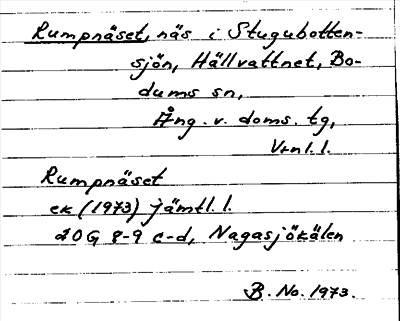 Rumpnäset, näs i Stugubotten-
sjön, Hällvattnet, Bo-
dums sn,
Ång. v. doms. tg,
Vtnl. l.
Rumpnäset
ek (1973) jämtl. l.
20 G 8-9 c-d, Nagasjökälen
B. No. 1973.